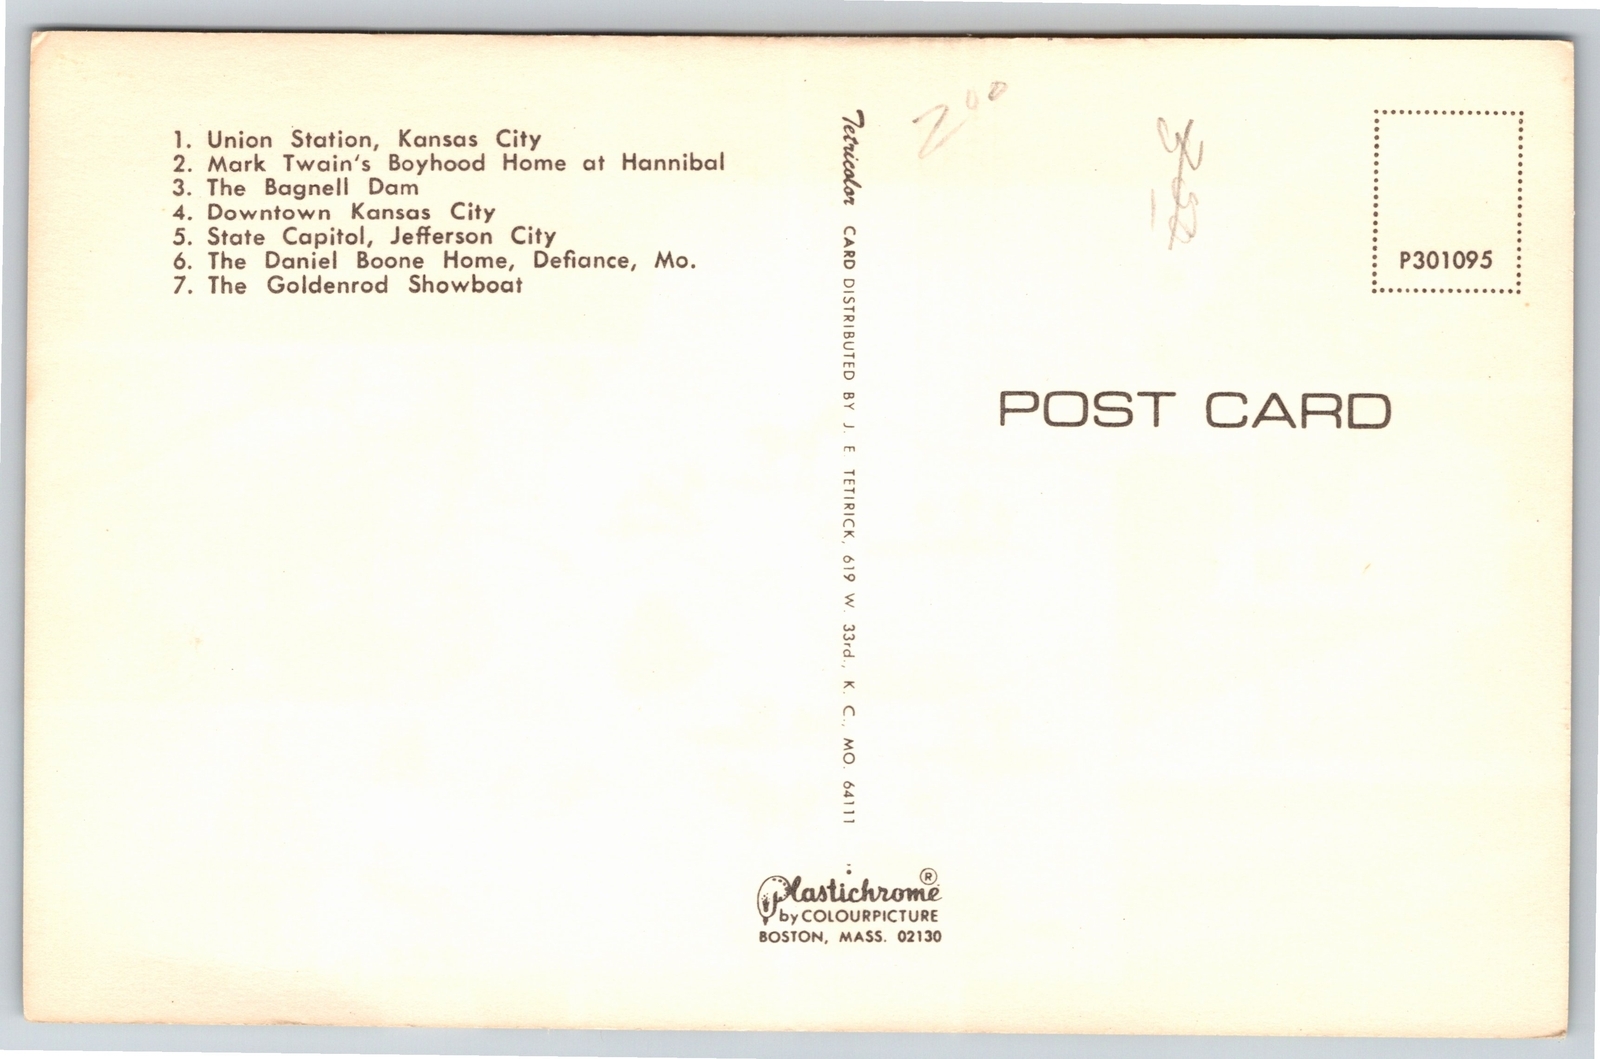 1. Union Station, Kansas City
2. Mark Twain's Boyhood Home at Hannibal
3. The Bagnell Dam
4. Downtown Kansas City
5. State Capitol, Jefferson City
6. The Daniel Boone Home, Defiance, Mo.
7. The Goldenrod Showboat
Tetricolor CARD DISTRIBUTED BY J. E. TETIRICK, 619 W. 33rd., K. C., MO. 64111
Plastichrome®
by COLOURPICTURE
BOSTON, MASS. 02130
2 00
P301095
POST CARD